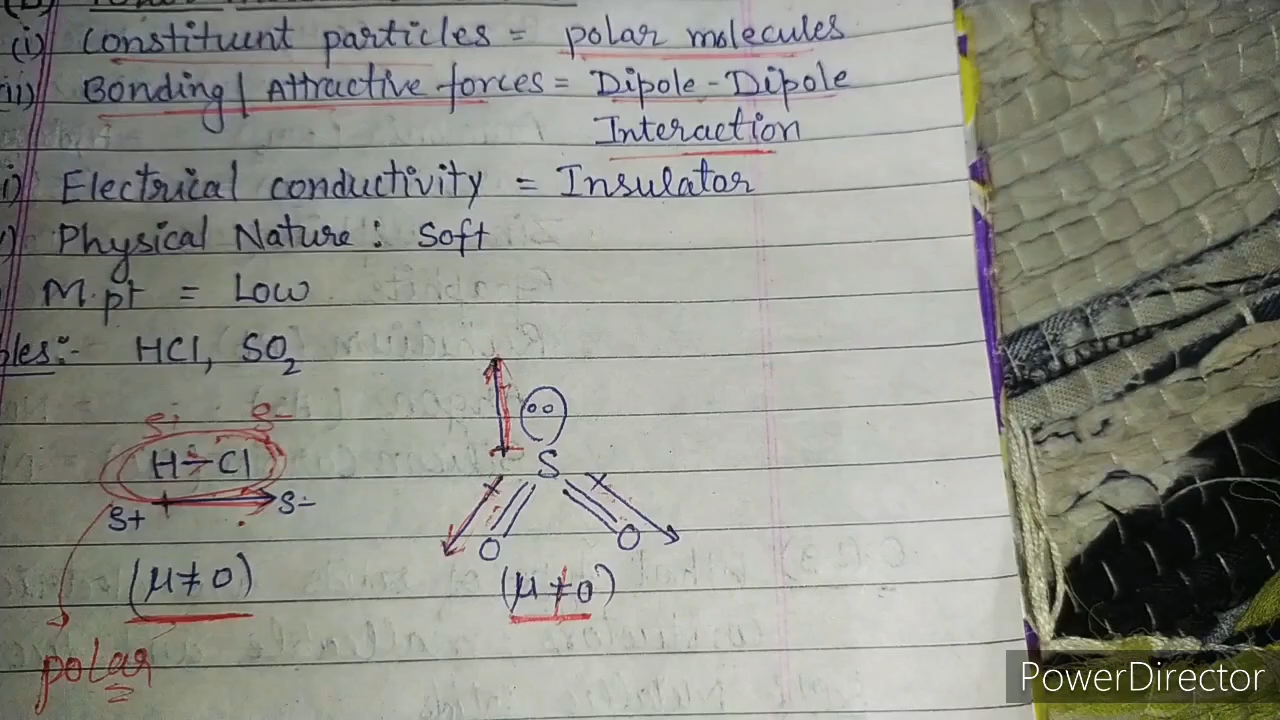 (i) Constituent particles = polar molecules
ii) Bonding | Attractive forces = Dipole-Dipole
Interaction
i) Electrical conductivity = Insulator
) Physical Nature: Soft
M.pt = Low
ples:- HCl, SO2
δ+ δ-
H-Cl
δ+ δ-
(μ≠0)
polar
S
O O
(μ≠0)
PowerDirector